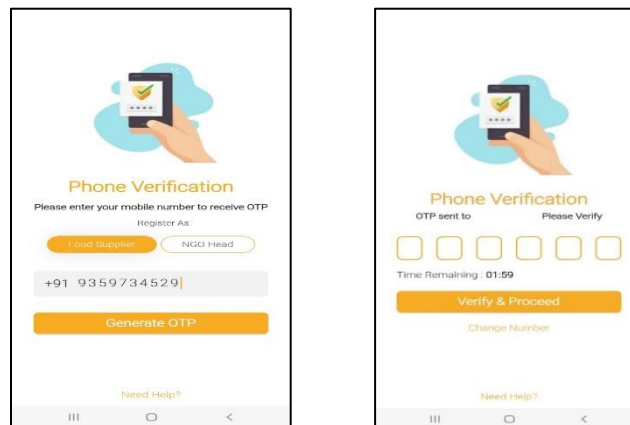 Phone Verification
Please enter your mobile number to receive OTP
Register As
Food Supplier NGO Head
+91 9359734529
Generate OTP
Need Help?
Phone Verification
OTP sent to Please Verify
Time Remaining : 01:59
Verify & Proceed
Change Number
Need Help?